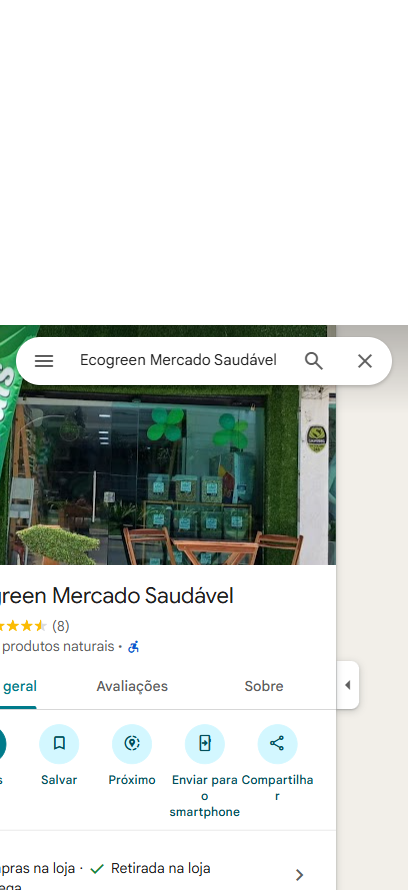 Ecogreen Mercado Saudável
green Mercado Saudável
(8)
produtos naturais ·
geral
Avaliações
Sobre
s
Salvar
Próximo
Enviar para
o
smartphone
Compartilha
r
pras na loja · ✓ Retirada na loja
ega